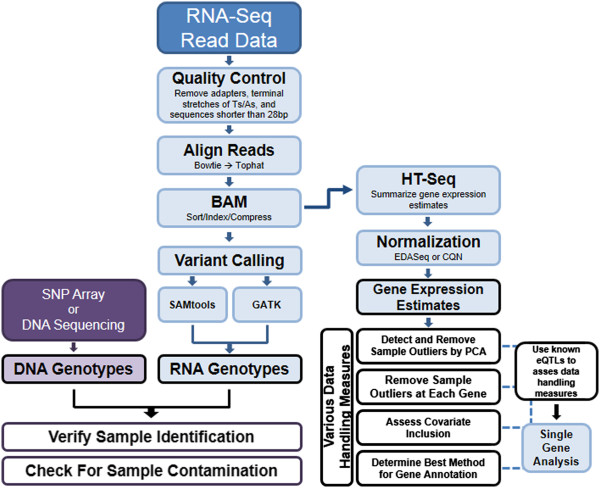 RNA-Seq
Read Data
Quality Control
Remove adapters, terminal
stretches of Ts/As, and
sequences shorter than 28bp
Align Reads
Bowtie → Tophat
BAM
Sort/Index/Compress
Variant Calling
SAMtools
GATK
SNP Array
or
DNA Sequencing
DNA Genotypes
RNA Genotypes
Verify Sample Identification
Check For Sample Contamination
HT-Seq
Summarize gene expression
estimates
Normalization
EDASeq or CQN
Gene Expression
Estimates
Various Data
Handling Measures
Detect and Remove
Sample Outliers by PCA
Remove Sample
Outliers at Each Gene
Assess Covariate
Inclusion
Determine Best Method
for Gene Annotation
Use known
eQTLs to
asses data
handling
measures
Single
Gene
Analysis